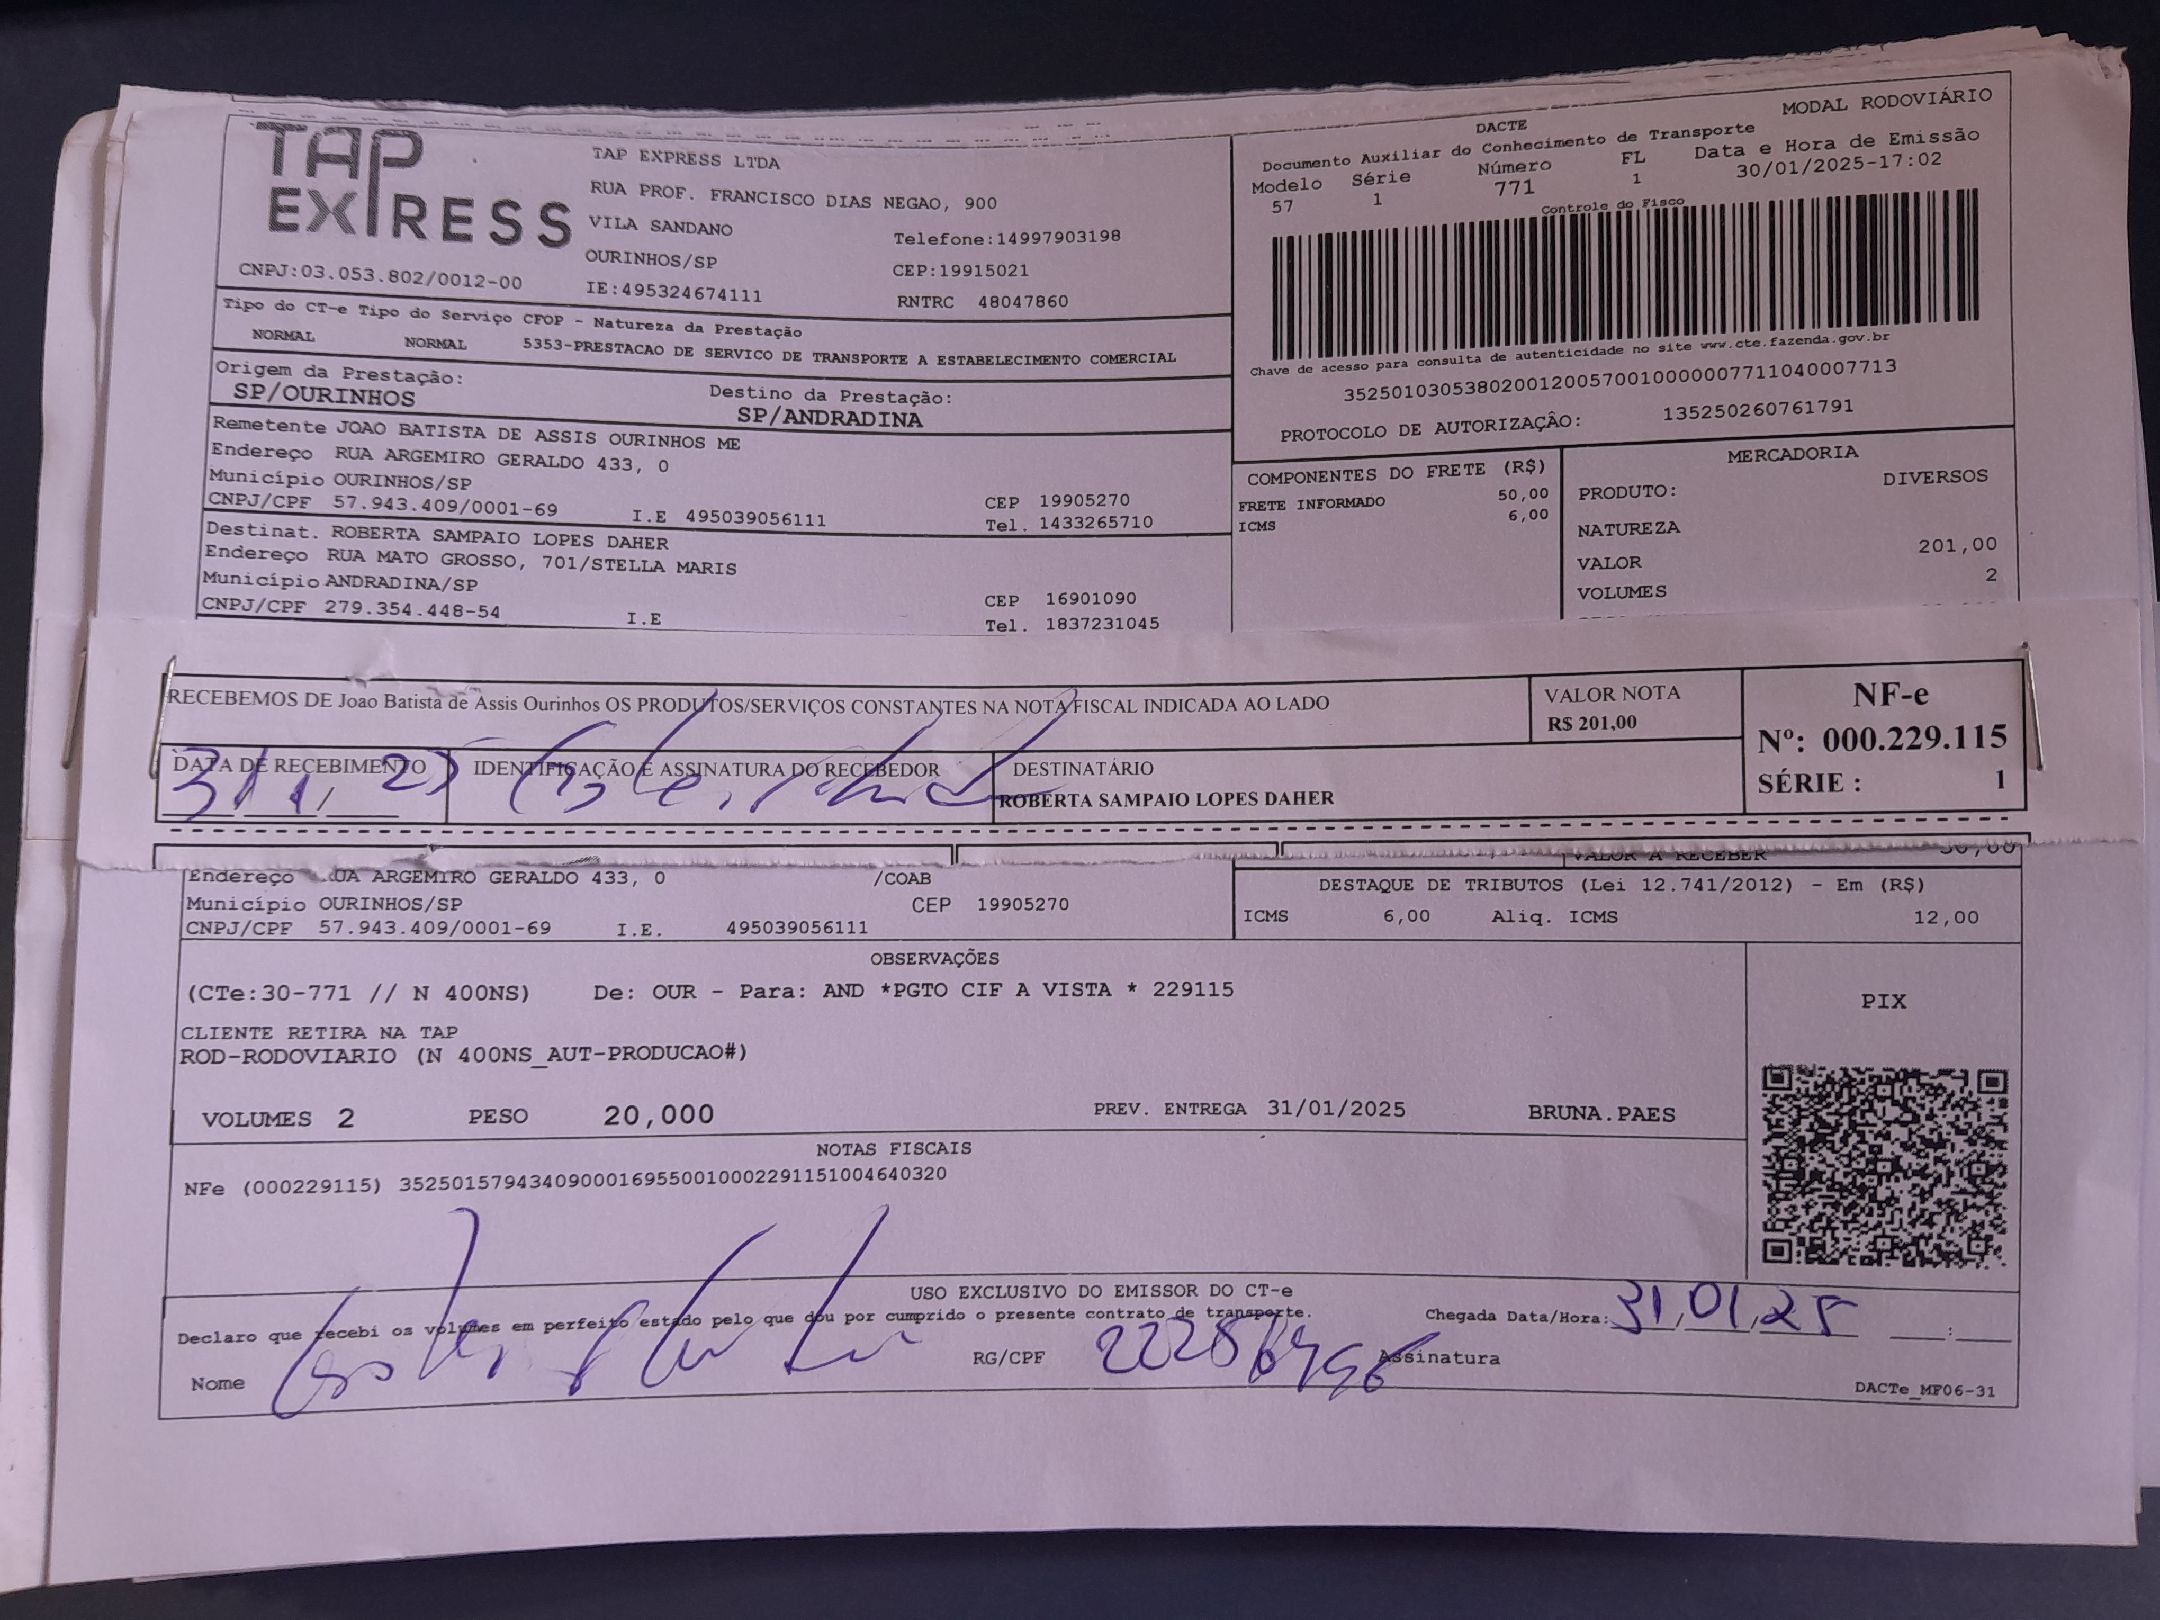 TAP
EXPRESS
CNPJ:03.053.802/0012-00
TAP EXPRESS LTDA
RUA PROF. FRANCISCO DIAS NEGAO, 900
VILA SANDANO
Telefone:14997903198
OURINHOS/SP
CEP:19915021
IE:495324674111
RNTRC 48047860
MODAL RODOVIÁRIO
DACTE
Documento Auxiliar do Conhecimento de Transporte
Modelo Série Número FL Data e Hora de Emissão
57 1 771 1 30/01/2025-17:02
Controle do Fisco
Chave de acesso para consulta de autenticidade no site www.cte.fazenda.gov.br
35250103053802001200570010000007711040007713
PROTOCOLO DE AUTORIZAÇÃO: 135250260761791
Tipo do CT-e Tipo do Serviço CFOP - Natureza da Prestação
NORMAL NORMAL 5353-PRESTACAO DE SERVICO DE TRANSPORTE A ESTABELECIMENTO COMERCIAL
Origem da Prestação: Destino da Prestação:
SP/OURINHOS SP/ANDRADINA
Remetente JOAO BATISTA DE ASSIS OURINHOS ME
Endereço RUA ARGEMIRO GERALDO 433, 0
Município OURINHOS/SP CEP 19905270
CNPJ/CPF 57.943.409/0001-69 I.E 495039056111 Tel. 1433265710
Destinat. ROBERTA SAMPAIO LOPES DAHER
Endereço RUA MATO GROSSO, 701/STELLA MARIS
Município ANDRADINA/SP CEP 16901090
CNPJ/CPF 279.354.448-54 I.E Tel. 1837231045
COMPONENTES DO FRETE (R$)
FRETE INFORMADO 50,00
ICMS 6,00
MERCADORIA
PRODUTO: DIVERSOS
NATUREZA
VALOR 201,00
VOLUMES 2
RECEBEMOS DE Joao Batista de Assis Ourinhos OS PRODUTOS/SERVIÇOS CONSTANTES NA NOTA FISCAL INDICADA AO LADO
VALOR NOTA
R$ 201,00
NF-e
Nº: 000.229.115
SÉRIE : 1
DATA DE RECEBIMENTO
31/1/25
IDENTIFICAÇÃO E ASSINATURA DO RECEBEDOR
DESTINATÁRIO
ROBERTA SAMPAIO LOPES DAHER
VALOR A RECEBER 50,00
Endereço RUA ARGEMIRO GERALDO 433, 0 /COAB
Município OURINHOS/SP CEP 19905270
CNPJ/CPF 57.943.409/0001-69 I.E. 495039056111
DESTAQUE DE TRIBUTOS (Lei 12.741/2012) - Em (R$)
ICMS 6,00 Aliq. ICMS 12,00
OBSERVAÇÕES
(CTe:30-771 // N 400NS) De: OUR - Para: AND *PGTO CIF A VISTA * 229115
CLIENTE RETIRA NA TAP
ROD-RODOVIARIO (N 400NS_AUT-PRODUCAO#)
PIX
VOLUMES 2 PESO 20,000 PREV. ENTREGA 31/01/2025 BRUNA.PAES
NOTAS FISCAIS
NFe (000229115) 35250157943409000169550010002291151004640320
USO EXCLUSIVO DO EMISSOR DO CT-e
Declaro que recebi os volumes em perfeito estado pelo que dou por cumprido o presente contrato de transporte.
Chegada Data/Hora: 31/01/25 __:__
Nome RG/CPF Assinatura
DACTe_MF06-31